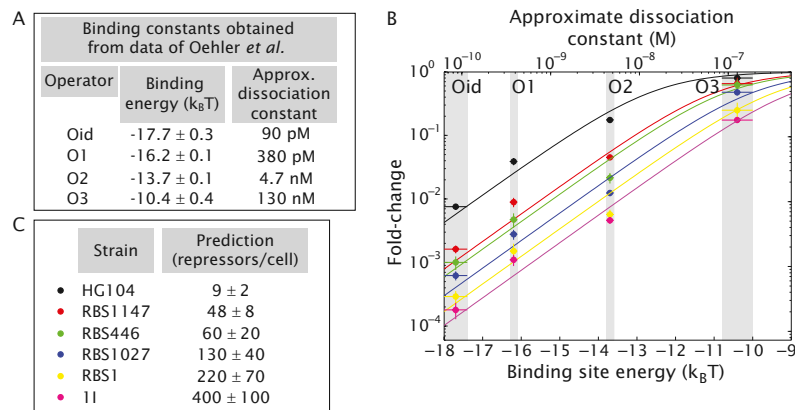 A
Binding constants obtained
from data of Oehler et al.
Operator Binding energy (kBT) Approx. dissociation constant
Oid -17.7 ± 0.3 90 pM
O1 -16.2 ± 0.1 380 pM
O2 -13.7 ± 0.1 4.7 nM
O3 -10.4 ± 0.4 130 nM
C
Strain Prediction (repressors/cell)
HG104 9 ± 2
RBS1147 48 ± 8
RBS446 60 ± 20
RBS1027 130 ± 40
RBS1 220 ± 70
1I 400 ± 100
B
Approximate dissociation
constant (M)
10⁻¹⁰ 10⁻⁹ 10⁻⁸ 10⁻⁷
Oid O1 O2 O3
Fold-change
10⁰
10⁻¹
10⁻²
10⁻³
10⁻⁴
−18 −17 −16 −15 −14 −13 −12 −11 −10 −9
Binding site energy (kBT)